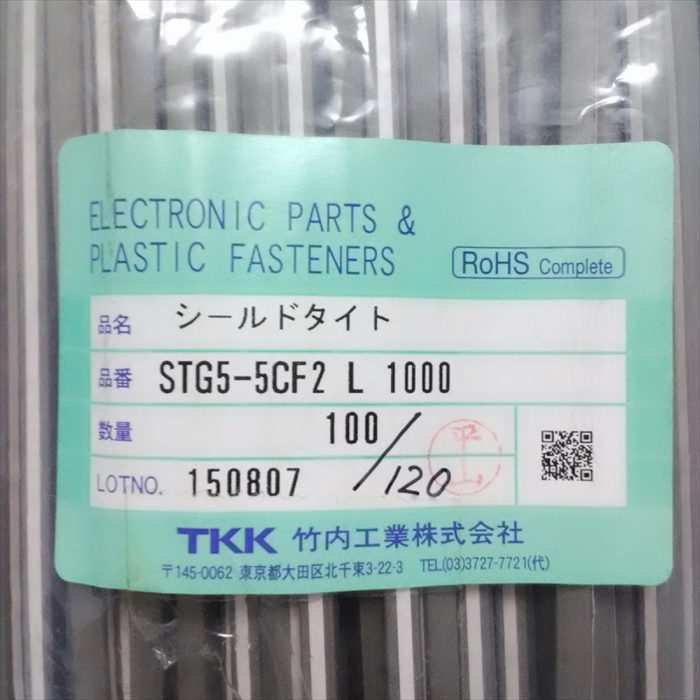 ELECTRONIC PARTS &
PLASTIC FASTENERS
RoHS Complete
品名 シールドタイト
品番 STG5-5CF2 L 1000
数量 100/120
平山
LOTNO. 150807
TKK 竹内工業株式会社
〒145-0062 東京都大田区北千束3-22-3 TEL(03)3727-7721(代)